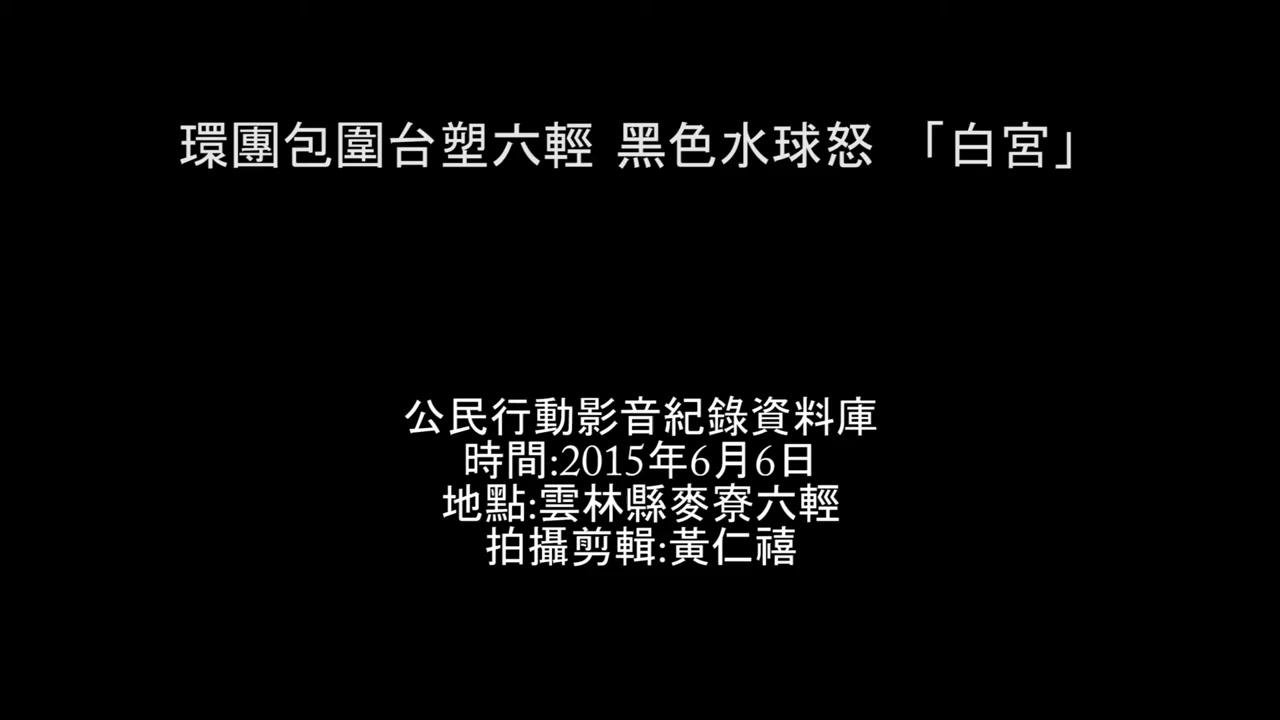 環團包圍台塑六輕 黑色水球怒 「白宮」
公民行動影音紀錄資料庫
時間:2015年6月6日
地點:雲林縣麥寮六輕
拍攝剪輯:黃仁禧